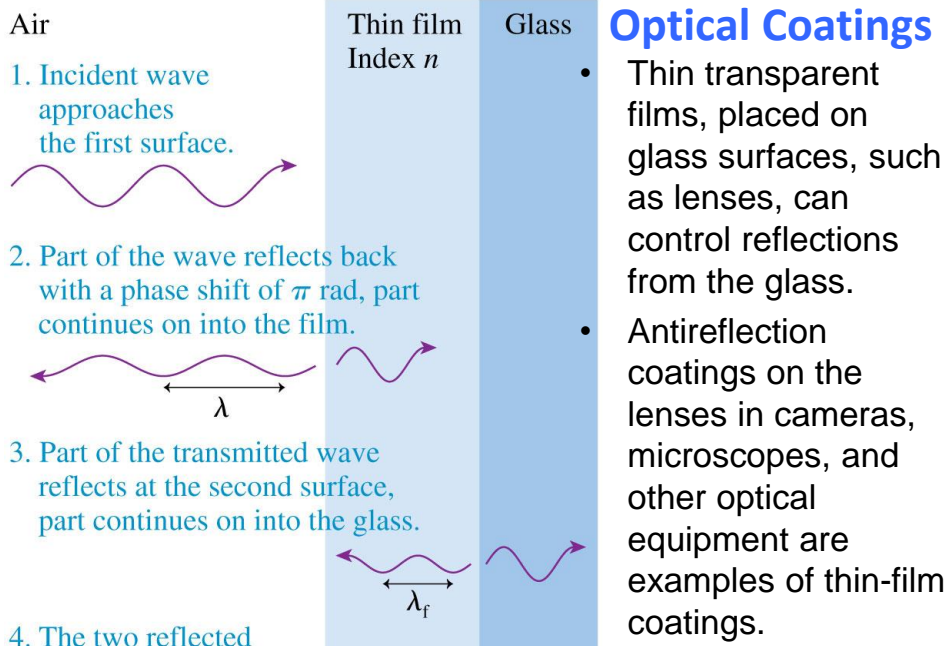 Air
Thin film
Index n
Glass
1. Incident wave
approaches
the first surface.
2. Part of the wave reflects back
with a phase shift of π rad, part
continues on into the film.
λ
3. Part of the transmitted wave
reflects at the second surface,
part continues on into the glass.
λf
4. The two reflected
Optical Coatings
• Thin transparent
films, placed on
glass surfaces, such
as lenses, can
control reflections
from the glass.
• Antireflection
coatings on the
lenses in cameras,
microscopes, and
other optical
equipment are
examples of thin-film
coatings.